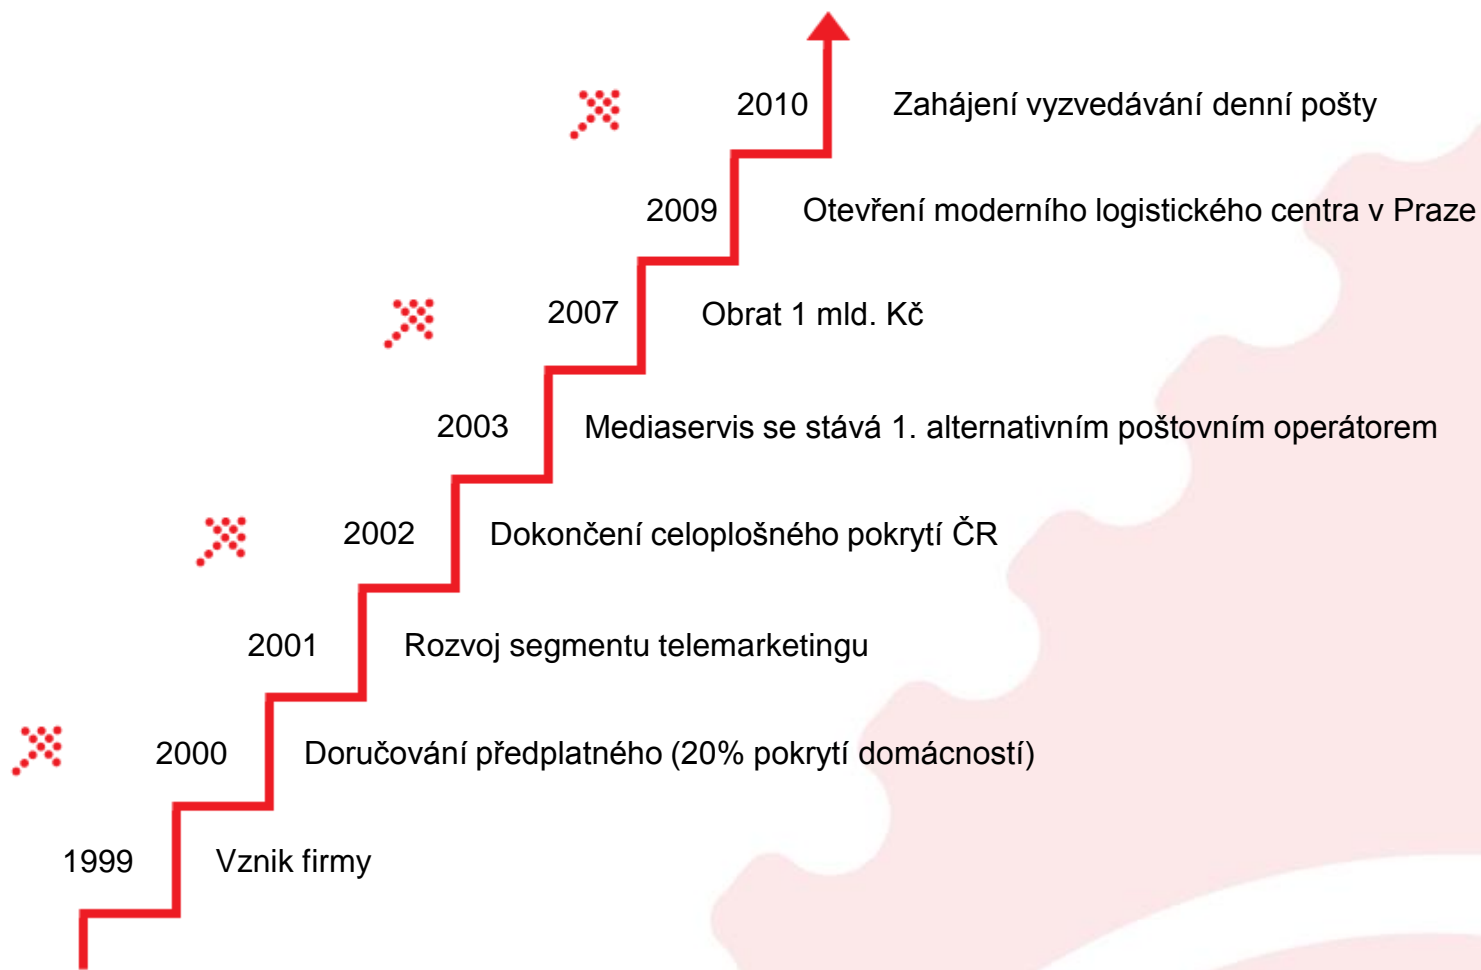 2010 Zahájení vyzvedávání denní pošty
2009 Otevření moderního logistického centra v Praze
2007 Obrat 1 mld. Kč
2003 Mediaservis se stává 1. alternativním poštovním operátorem
2002 Dokončení celoplošného pokrytí ČR
2001 Rozvoj segmentu telemarketingu
2000 Doručování předplatného (20% pokrytí domácností)
1999 Vznik firmy